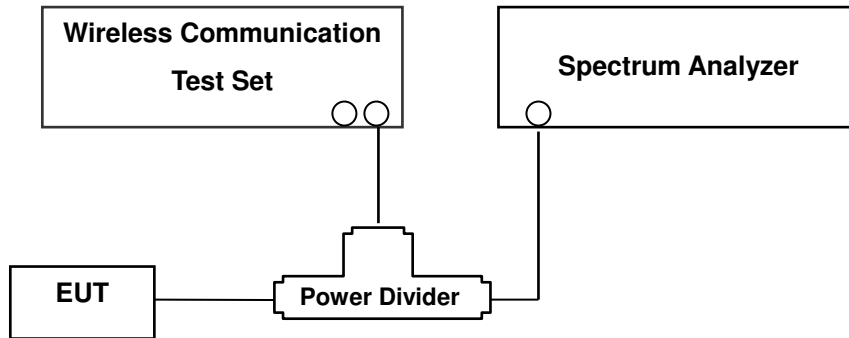 Wireless Communication
Test Set
Spectrum Analyzer
EUT
Power Divider